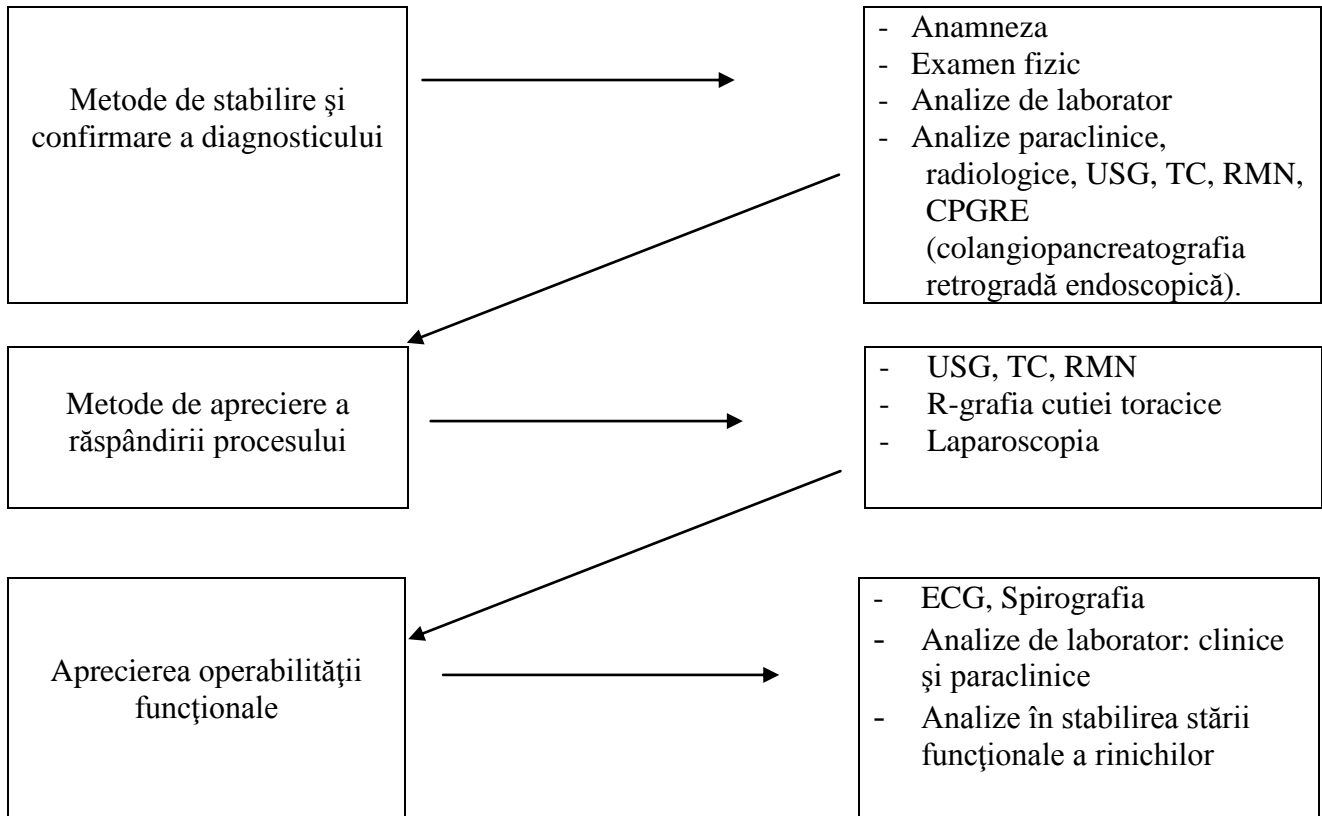 Metode de stabilire şi
confirmare a diagnosticului
- Anamneza
- Examen fizic
- Analize de laborator
- Analize paraclinice,
radiologice, USG, TC, RMN,
CPGRE
(colangiopancreatografia
retrogradă endoscopică).
Metode de apreciere a
răspândirii procesului
- USG, TC, RMN
- R-grafia cutiei toracice
- Laparoscopia
Aprecierea operabilităţii
funcţionale
- ECG, Spirografia
- Analize de laborator: clinice
şi paraclinice
- Analize în stabilirea stării
funcţionale a rinichilor